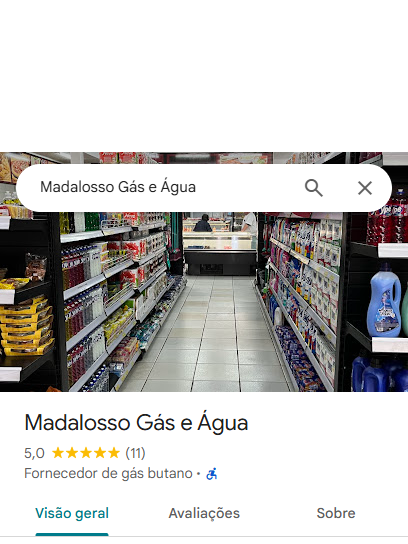 Madalosso Gás e Água
Madalosso Gás e Água
5,0 (11)
Fornecedor de gás butano ·
Visão geral Avaliações Sobre